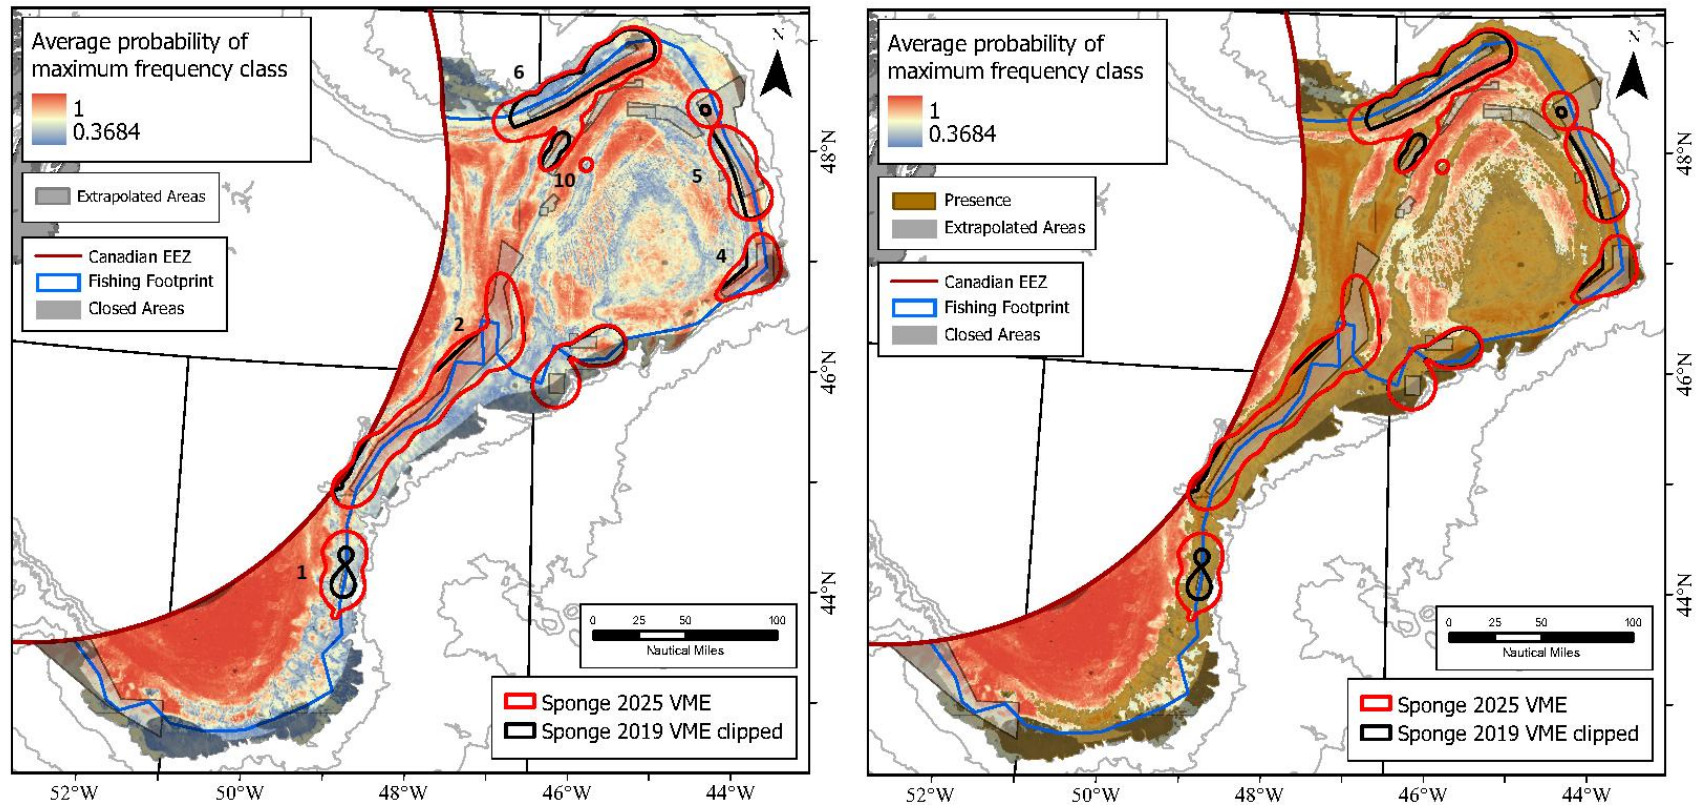 Average probability of
maximum frequency class
1
0.3684
Extrapolated Areas
Canadian EEZ
Fishing Footprint
Closed Areas
6
10
5
4
2
1
N
48°N
46°N
44°N
0 25 50 100
Nautical Miles
Sponge 2025 VME
Sponge 2019 VME clipped
52°W 50°W 48°W 46°W 44°W
Average probability of
maximum frequency class
1
0.3684
Presence
Extrapolated Areas
Canadian EEZ
Fishing Footprint
Closed Areas
N
48°N
46°N
44°N
0 25 50 100
Nautical Miles
Sponge 2025 VME
Sponge 2019 VME clipped
52°W 50°W 48°W 46°W 44°W